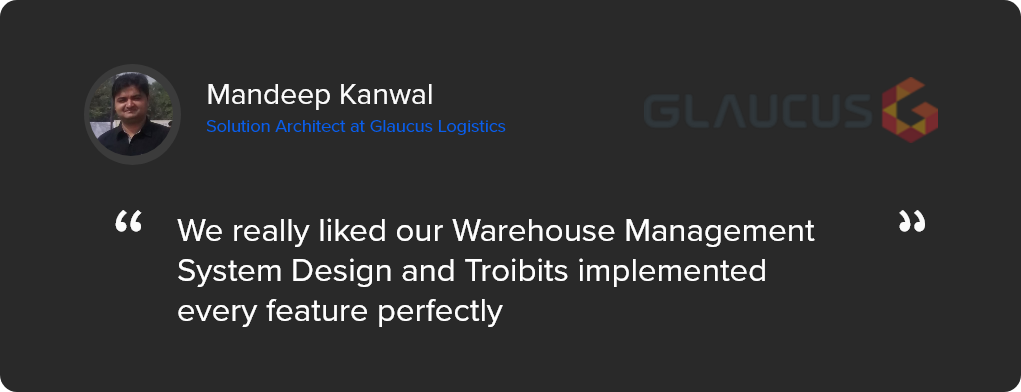 Mandeep Kanwal
Solution Architect at Glaucus Logistics
GLAUCUS
“
We really liked our Warehouse Management
System Design and Troibits implemented
every feature perfectly
”